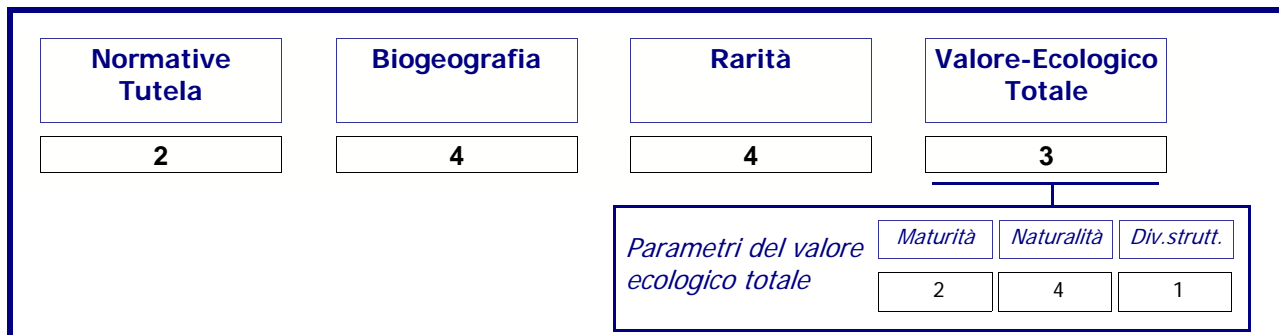 Normative
Tutela
Biogeografia
Rarità
Valore-Ecologico
Totale
2
4
4
3
Parametri del valore
ecologico totale
Maturità
Naturalità
Div.strutt.
2
4
1